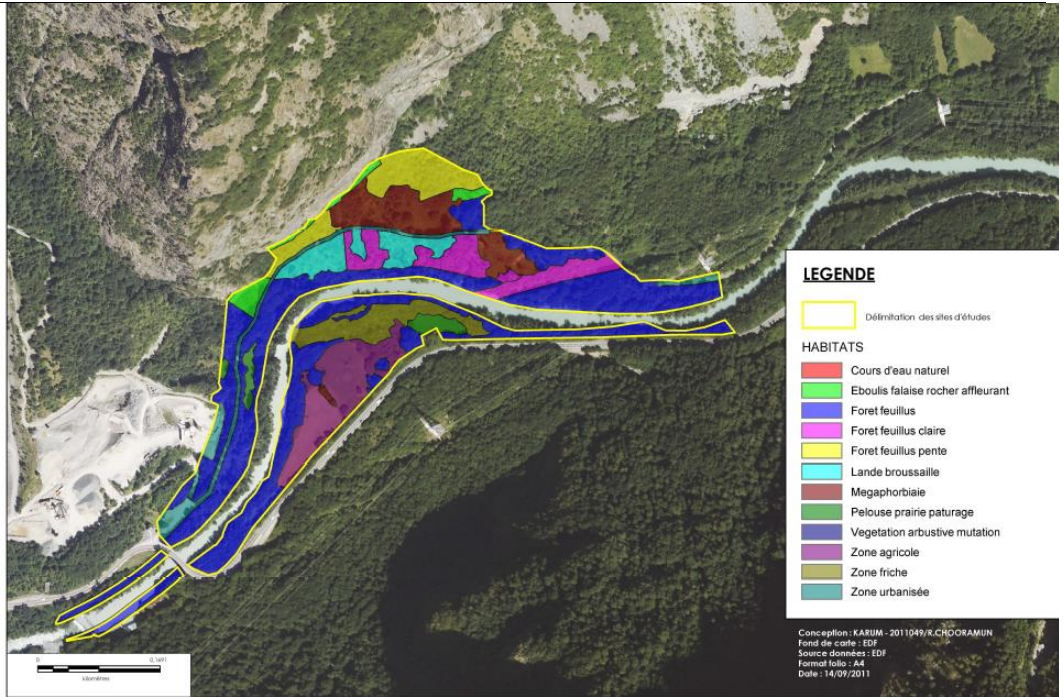 LEGENDE
Délimitation des sites d'études
HABITATS
Cours d'eau naturel
Eboulis falaise rocher affleurant
Foret feuillus
Foret feuillus claire
Foret feuillus pente
Lande broussaille
Megaphorbiaie
Pelouse prairie paturage
Vegetation arbustive mutation
Zone agricole
Zone friche
Zone urbanisée
Conception : KARUM - 2011049/R.CHOORAMUN
Fond de carte : EDF
Source données : EDF
Format folio : A4
Date : 14/09/2011
0 0,1691
kilomètres